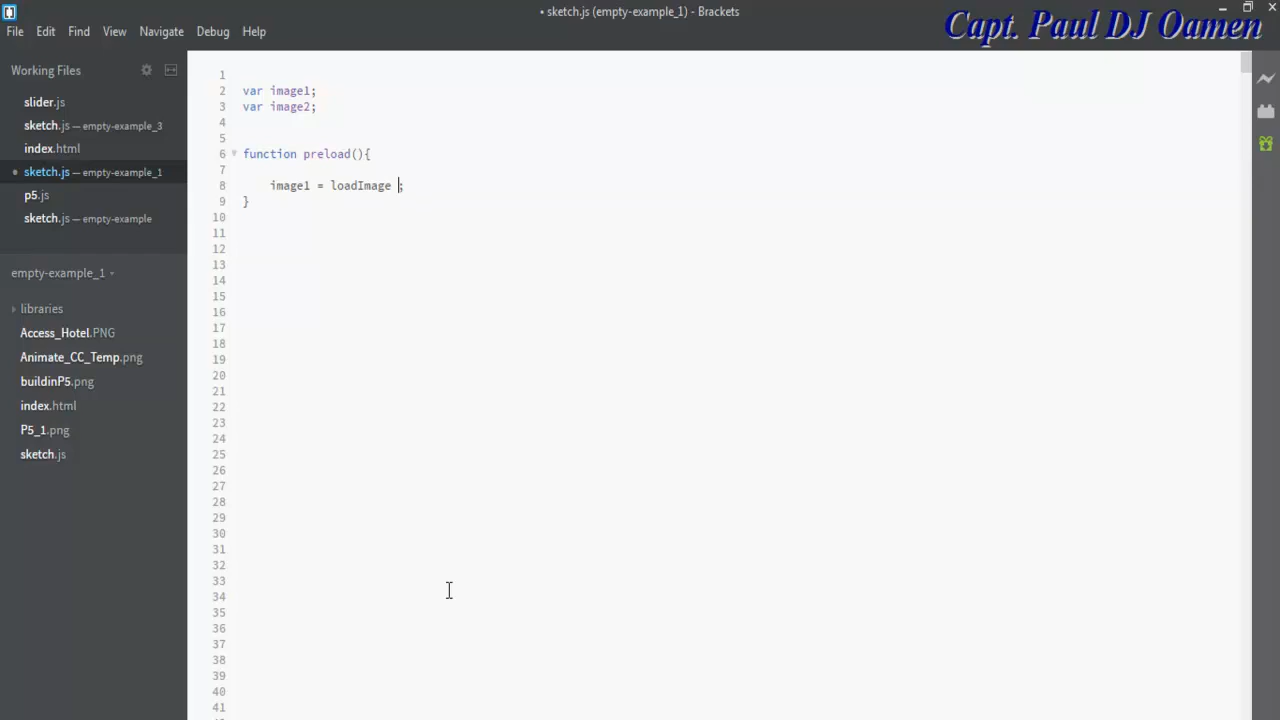 • sketch.js (empty-example_1) - Brackets
Capt. Paul DJ Oamen
File Edit Find View Navigate Debug Help
Working Files
slider.js
sketch.js — empty-example_3
index.html
• sketch.js — empty-example_1
p5.js
sketch.js — empty-example
empty-example_1
libraries
Access_Hotel.PNG
Animate_CC_Temp.png
buildinP5.png
index.html
P5_1.png
sketch.js
1
2 var image1;
3 var image2;
4
5
6 function preload(){
7
8 image1 = loadImage ;
9 }
10
11
12
13
14
15
16
17
18
19
20
21
22
23
24
25
26
27
28
29
30
31
32
33
34
35
36
37
38
39
40
41